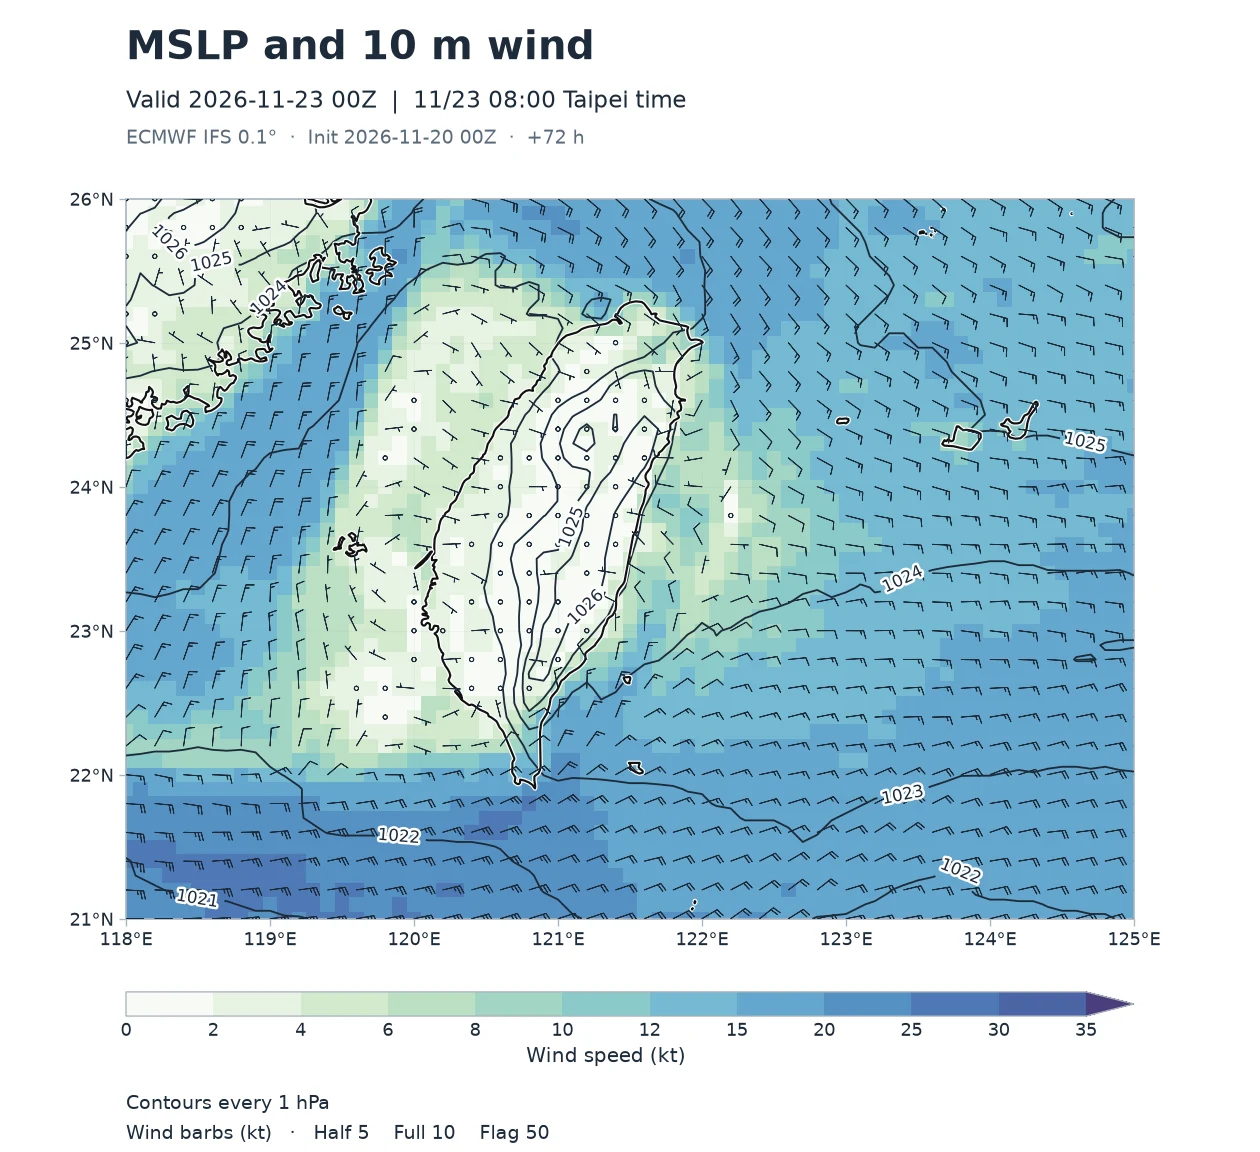 MSLP and 10 m wind
Valid 2026-11-23 00Z | 11/23 08:00 Taipei time
ECMWF IFS 0.1° · Init 2026-11-20 00Z · +72 h
26°N
25°N
24°N
23°N
22°N
21°N
1026
1025
1024
1025
1025
1024
1026
1023
1022
1022
1021
118°E 119°E 120°E 121°E 122°E 123°E 124°E 125°E
0 2 4 6 8 10 12 15 20 25 30 35
Wind speed (kt)
Contours every 1 hPa
Wind barbs (kt) · Half 5 Full 10 Flag 50